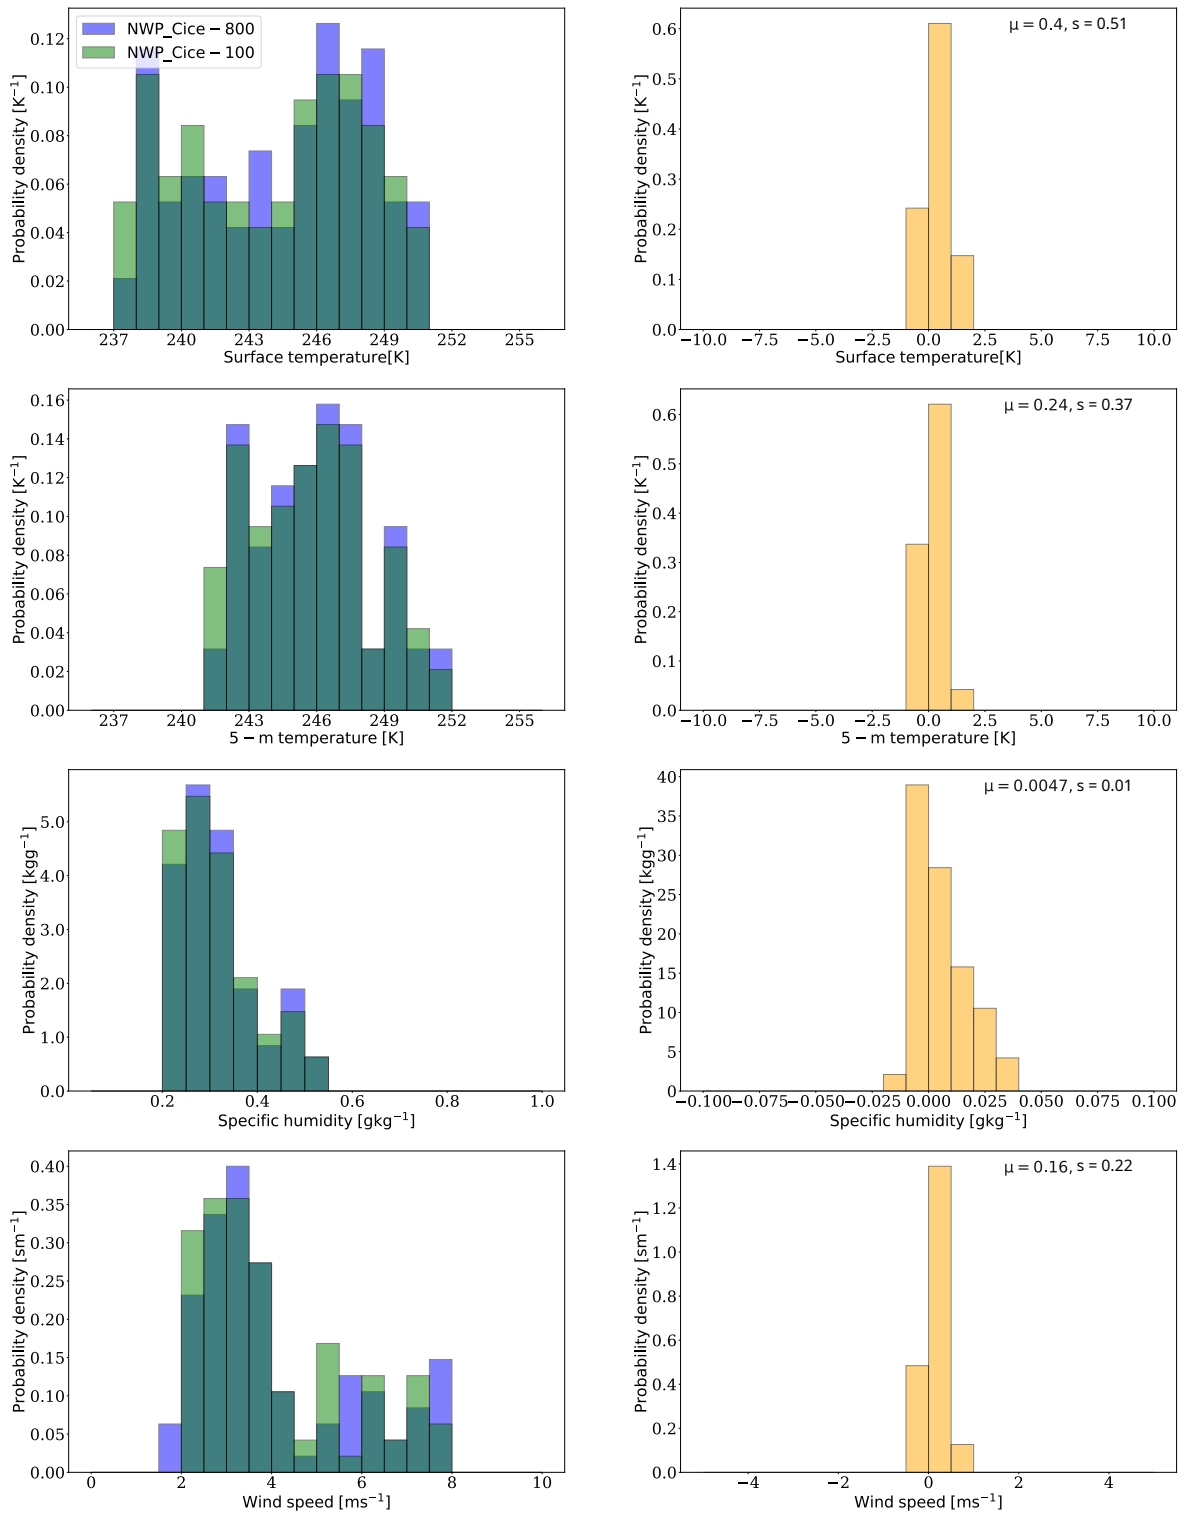 NWP_Cice − 800
NWP_Cice − 100
Probability density [K⁻¹]
0.12
0.10
0.08
0.06
0.04
0.02
0.00
237 240 243 246 249 252 255
Surface temperature[K]
μ = 0.4, s = 0.51
Probability density [K⁻¹]
0.6
0.5
0.4
0.3
0.2
0.1
0.0
−10.0 −7.5 −5.0 −2.5 0.0 2.5 5.0 7.5 10.0
Surface temperature[K]
Probability density [K⁻¹]
0.16
0.14
0.12
0.10
0.08
0.06
0.04
0.02
0.00
237 240 243 246 249 252 255
5 − m temperature [K]
μ = 0.24, s = 0.37
Probability density [K⁻¹]
0.6
0.5
0.4
0.3
0.2
0.1
0.0
−10.0 −7.5 −5.0 −2.5 0.0 2.5 5.0 7.5 10.0
5 − m temperature [K]
Probability density [kgg⁻¹]
5.0
4.0
3.0
2.0
1.0
0.0
0.2 0.4 0.6 0.8 1.0
Specific humidity [gkg⁻¹]
μ = 0.0047, s = 0.01
Probability density [kgg⁻¹]
40
35
30
25
20
15
10
5
0
−0.100 −0.075 −0.050 −0.025 0.000 0.025 0.050 0.075 0.100
Specific humidity [gkg⁻¹]
Probability density [sm⁻¹]
0.40
0.35
0.30
0.25
0.20
0.15
0.10
0.05
0.00
0 2 4 6 8 10
Wind speed [ms⁻¹]
μ = 0.16, s = 0.22
Probability density [sm⁻¹]
1.4
1.2
1.0
0.8
0.6
0.4
0.2
0.0
−4 −2 0 2 4
Wind speed [ms⁻¹]